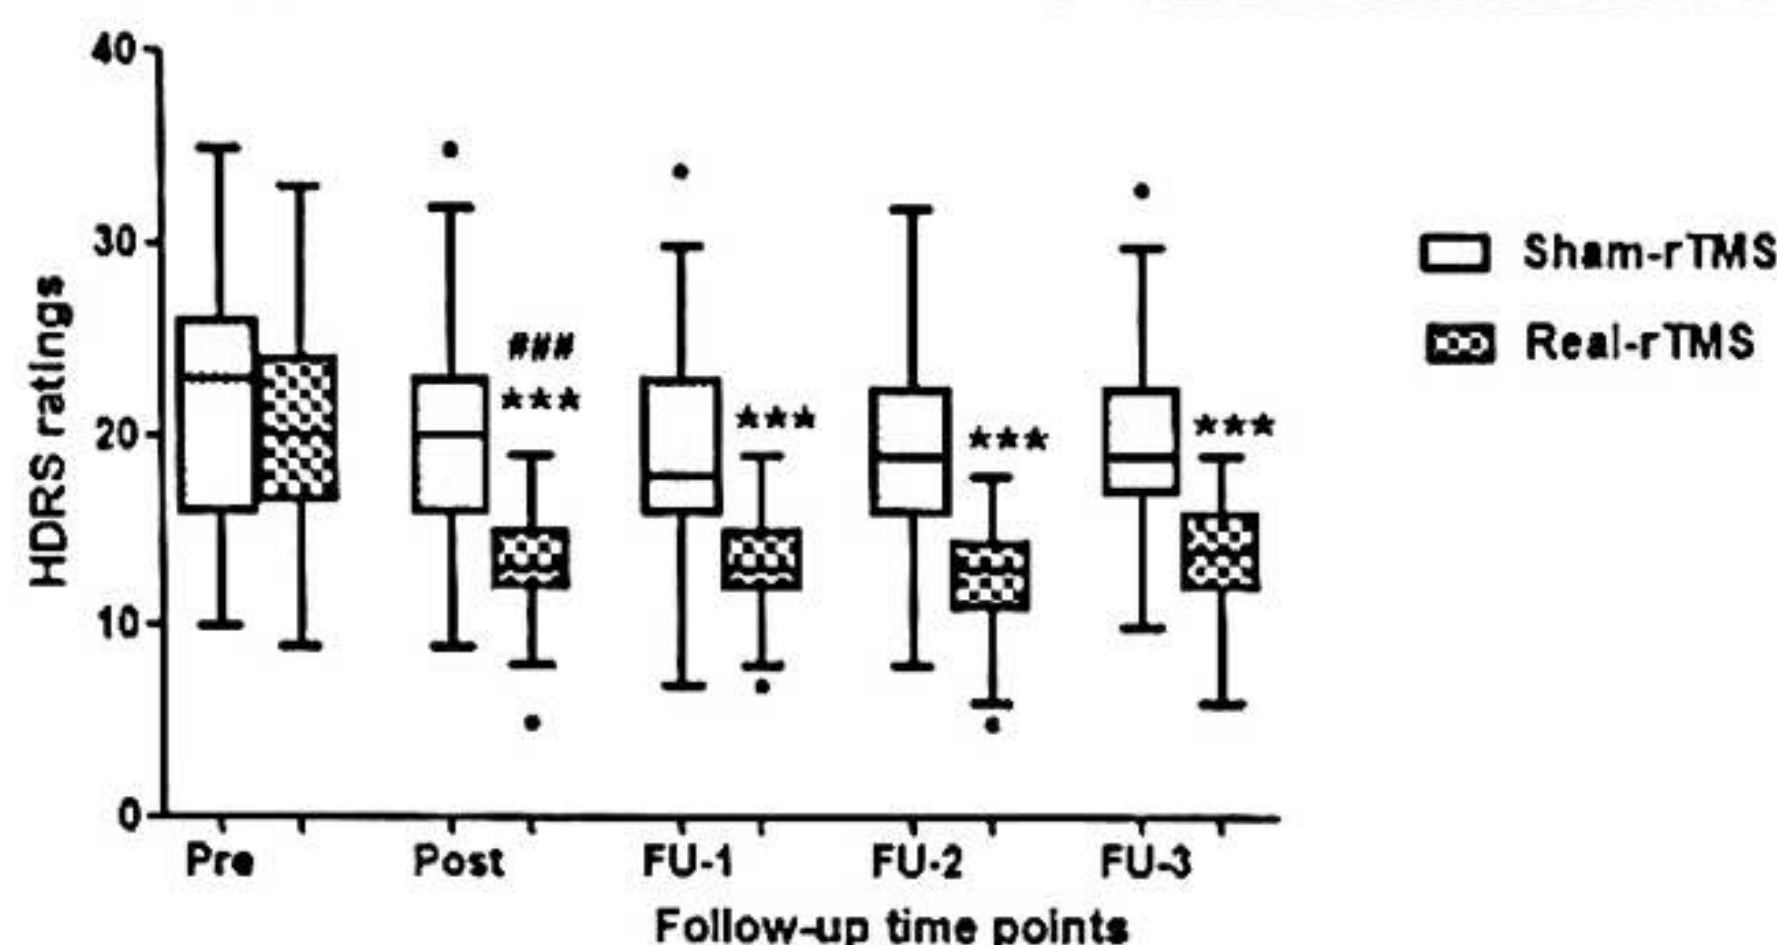 40
30
20
10
0
HDRS ratings
###
***
***
***
***
Pre
Post
FU-1
FU-2
FU-3
Follow-up time points
Sham-rTMS
Real-rTMS